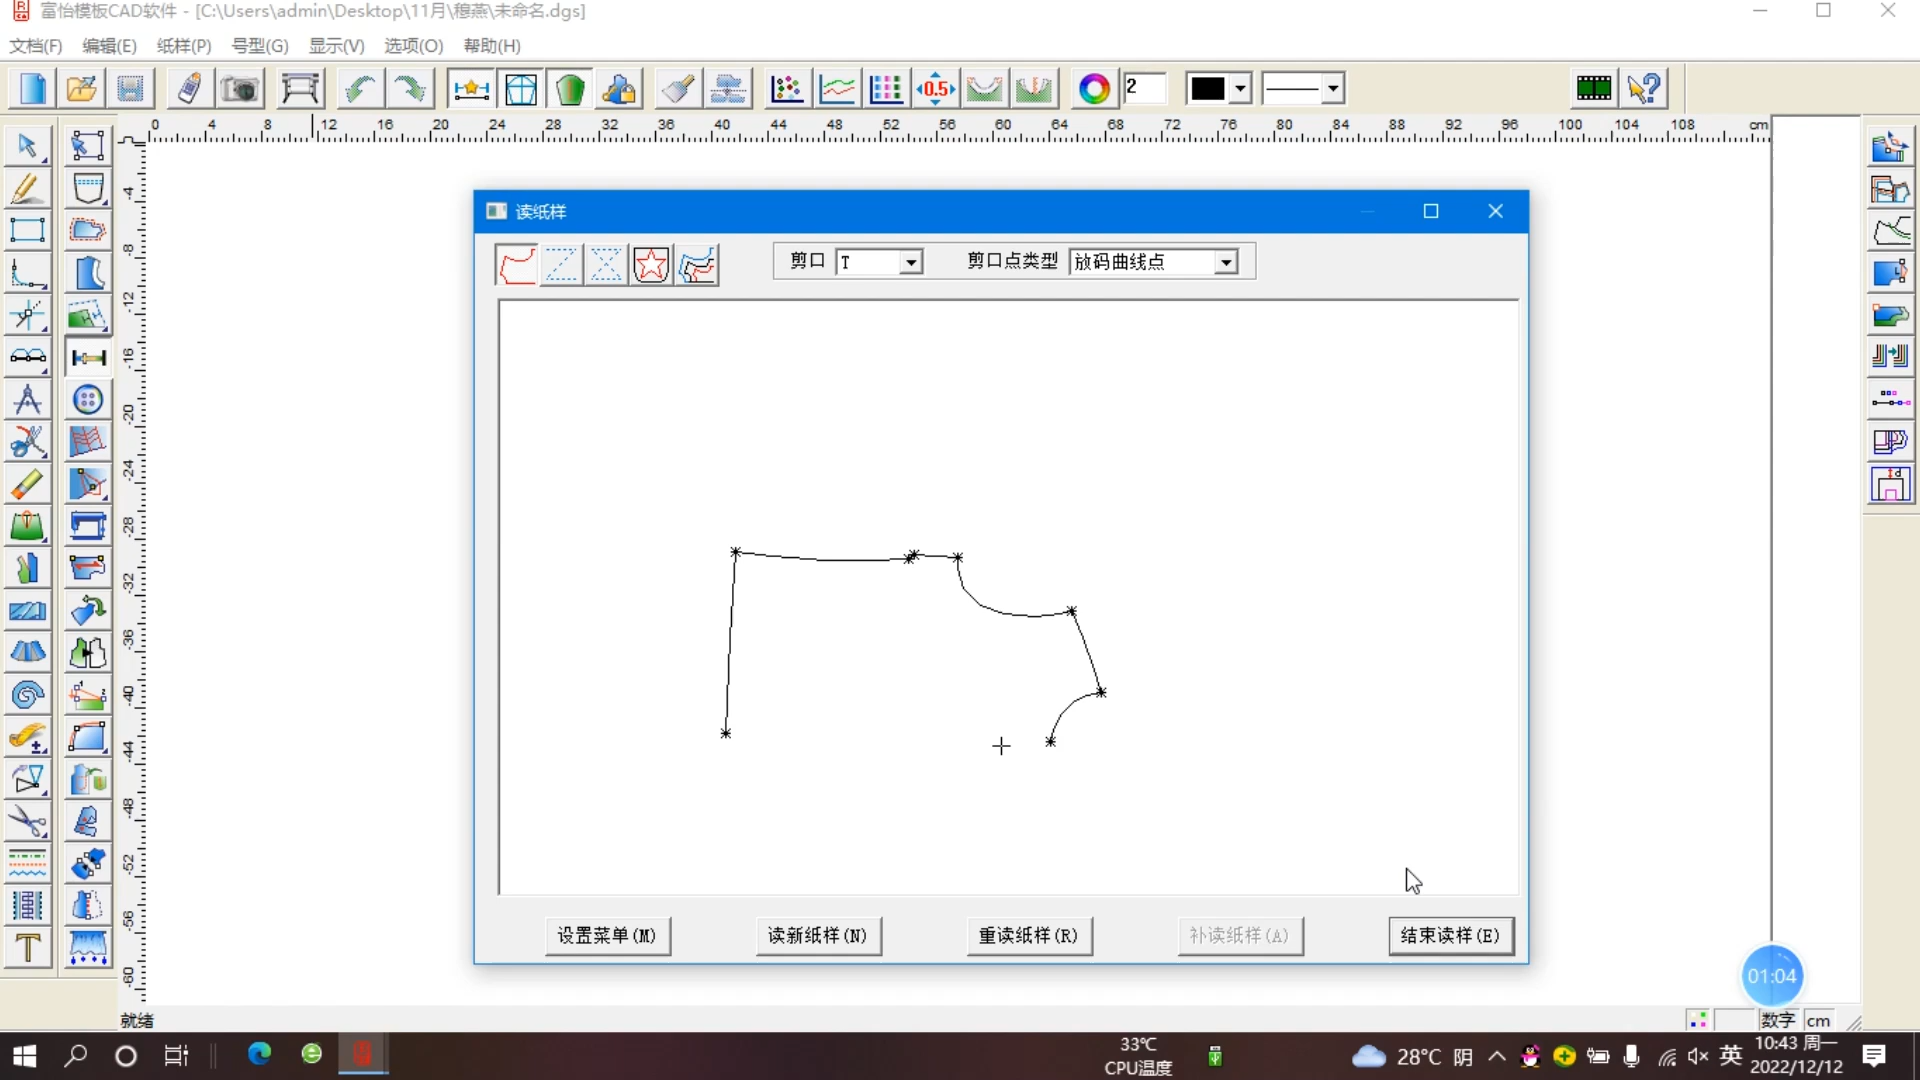 富怡模板CAD软件 - [C:\Users\admin\Desktop\11月\穆燕\未命名.dgs]
文档(F) 编辑(E) 纸样(P) 号型(G) 显示(V) 选项(O) 帮助(H)
0.5 2
0 4 8 12 16 20 24 28 32 36 40 44 48 52 56 60 64 68 72 76 80 84 88 92 96 100 104 108 cm
-4
-8
-12
-16
-20
-24
-28
-32
-36
-40
-44
-48
-52
-56
-60
读纸样
剪口 T 剪口点类型 放码曲线点
设置菜单(M) 读新纸样(N) 重读纸样(R) 补读纸样(A) 结束读样(E)
01:04
就绪 数字 cm
33℃
CPU温度
28°C 阴 英
10:43 周一
2022/12/12